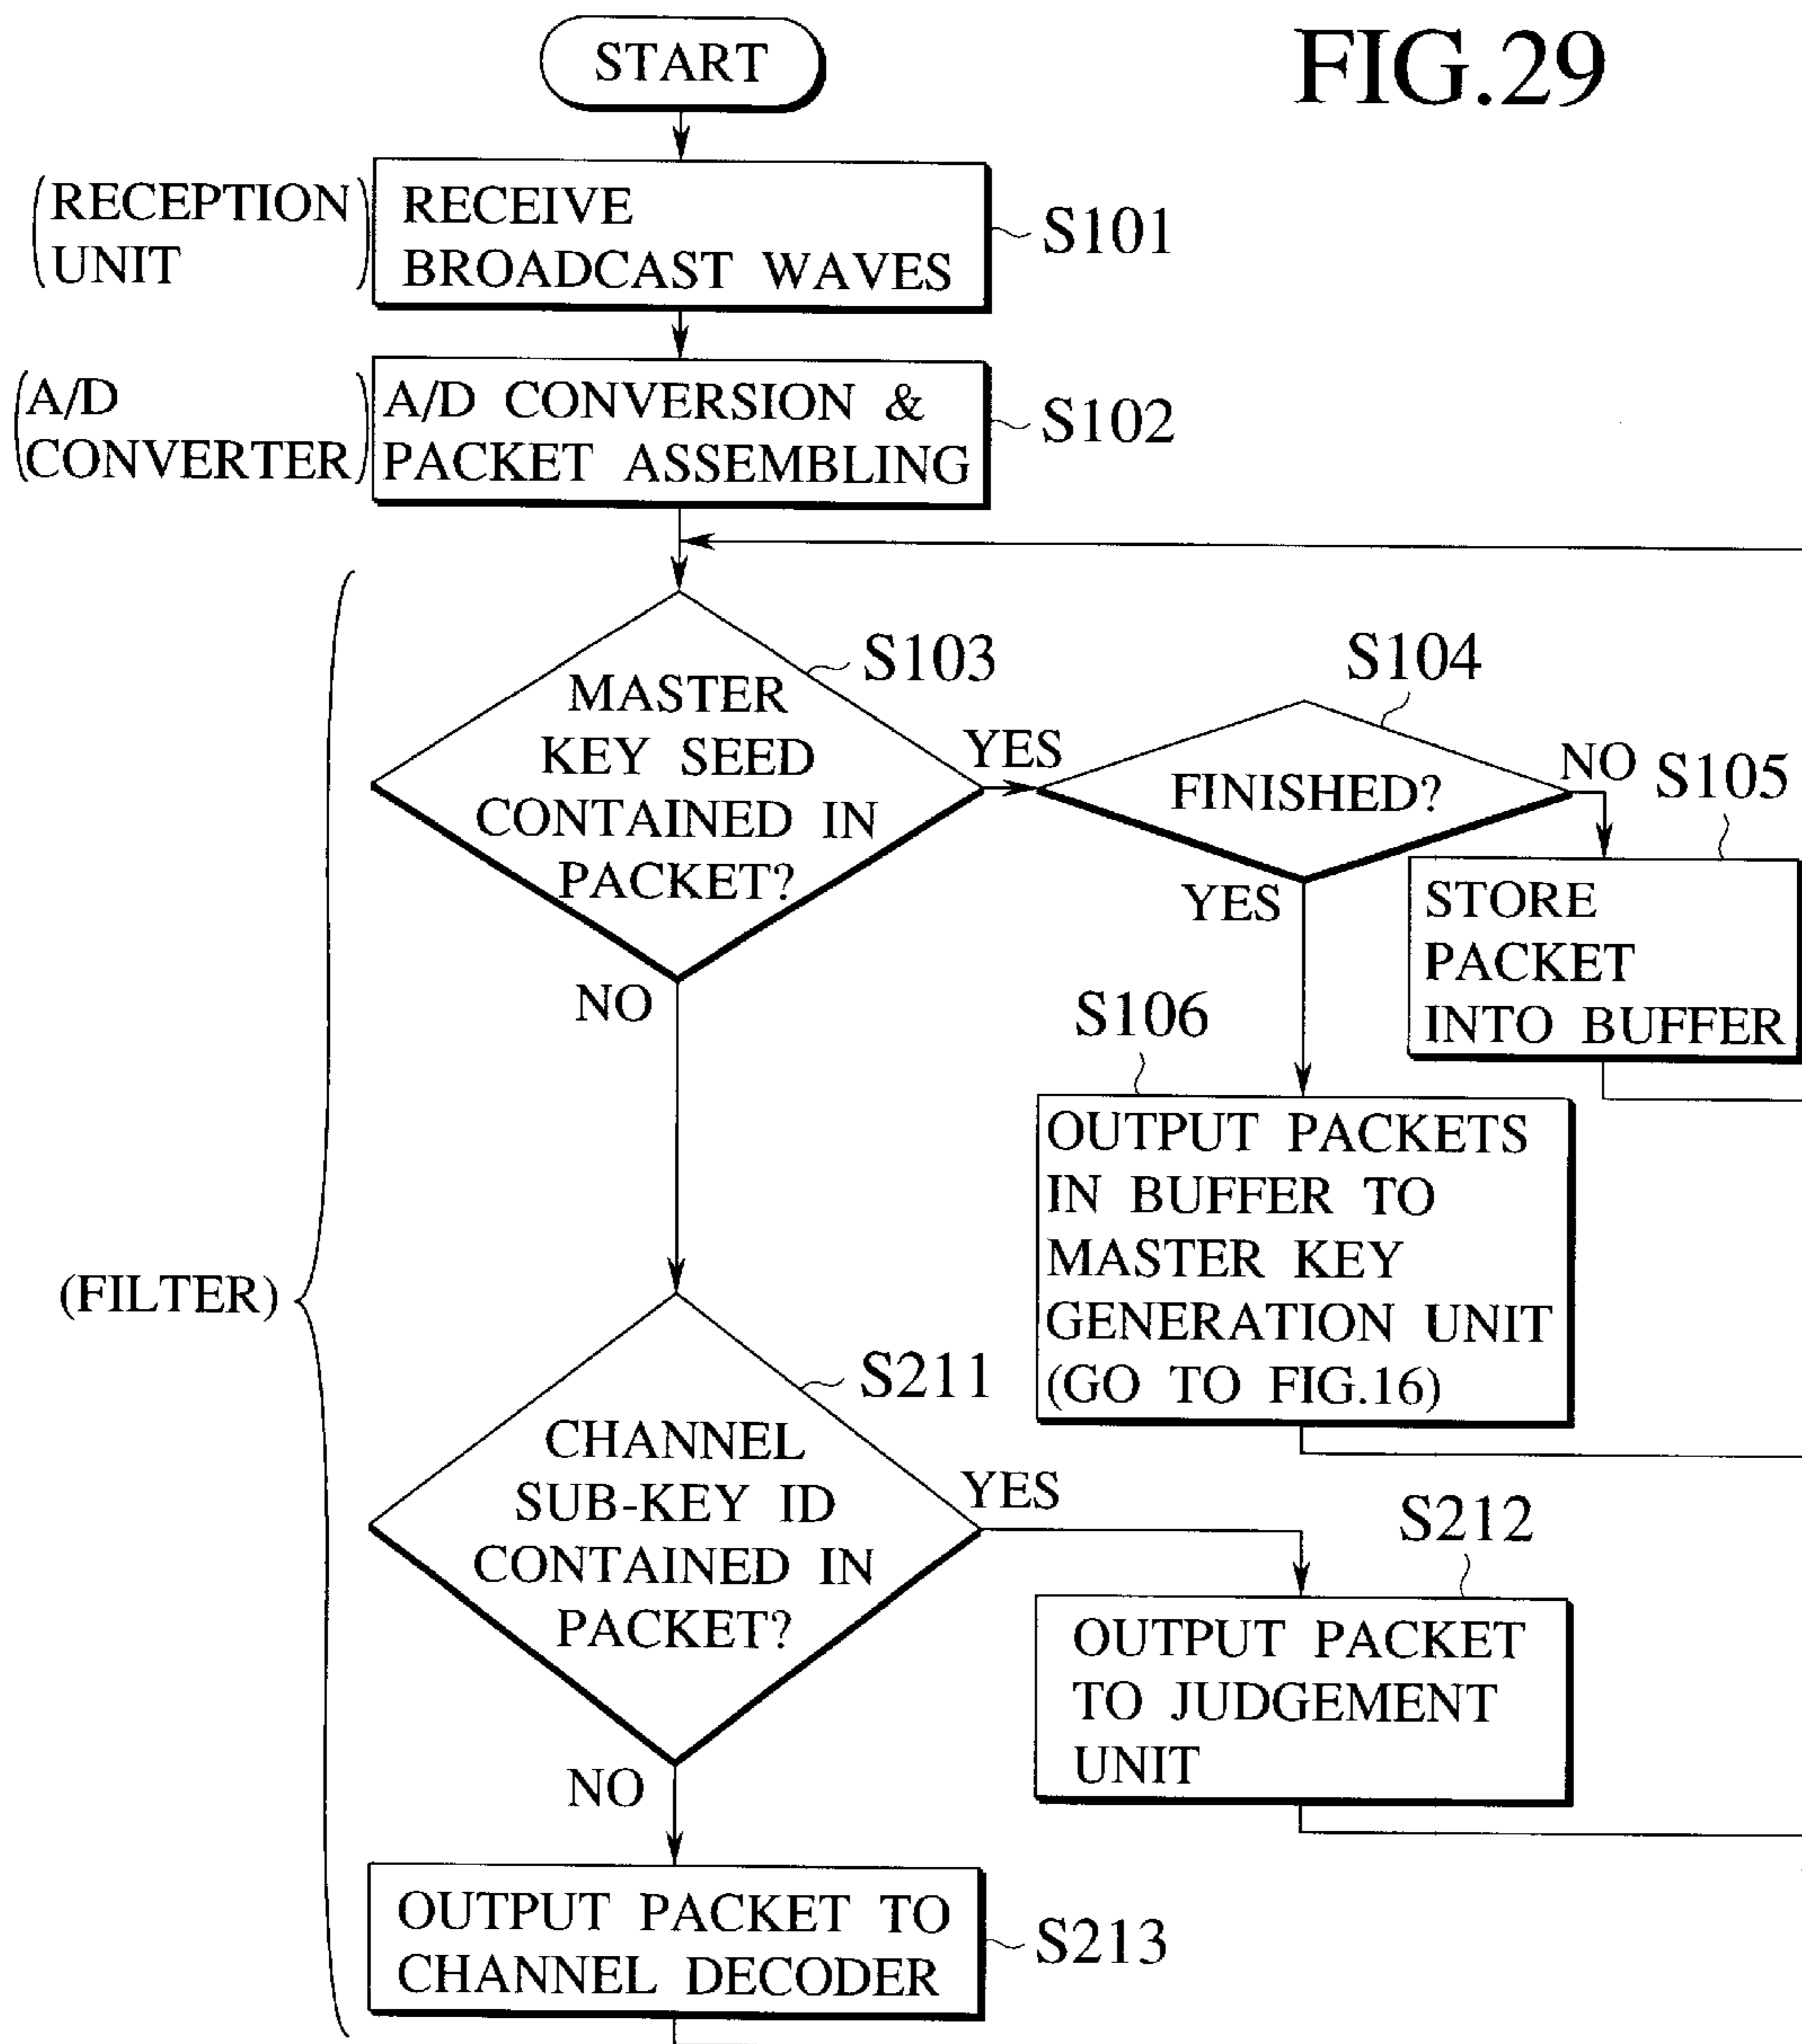 FIG.29
START
(RECEPTION
UNIT)
RECEIVE
BROADCAST WAVES
S101
(A/D
CONVERTER)
A/D CONVERSION &
PACKET ASSEMBLING
S102
S103
MASTER
KEY SEED
CONTAINED IN
PACKET?
YES
NO
S104
FINISHED?
NO
YES
S105
STORE
PACKET
INTO BUFFER
S106
OUTPUT PACKETS
IN BUFFER TO
MASTER KEY
GENERATION UNIT
(GO TO FIG.16)
(FILTER)
S211
CHANNEL
SUB-KEY ID
CONTAINED IN
PACKET?
YES
NO
S212
OUTPUT PACKET
TO JUDGEMENT
UNIT
OUTPUT PACKET TO
CHANNEL DECODER
S213